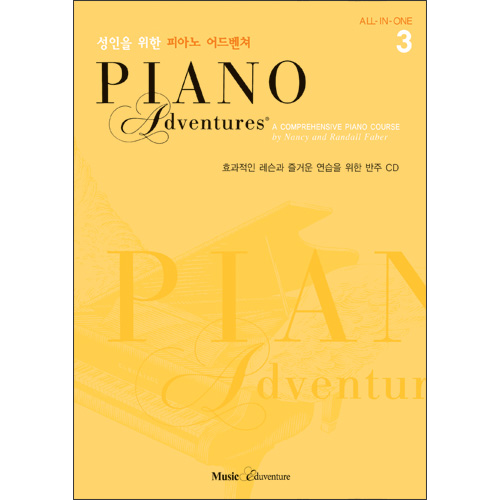 ALL-IN-ONE
3
성인을 위한 피아노 어드벤쳐
PIANO
Adventures®
A COMPREHENSIVE PIANO COURSE
by Nancy and Randall Faber
효과적인 레슨과 즐거운 연습을 위한 반주 CD
PIAN
Adventur
Music Eduventure